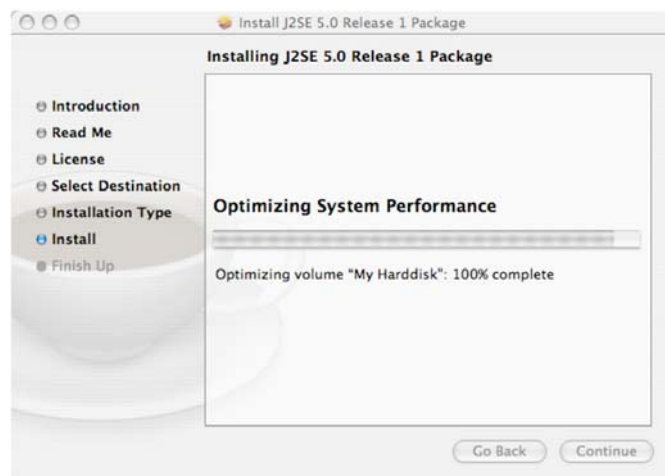 Install J2SE 5.0 Release 1 Package
Installing J2SE 5.0 Release 1 Package
Introduction
Read Me
License
Select Destination
Installation Type
Install
Finish Up
Optimizing System Performance
Optimizing volume "My Harddisk": 100% complete
Go Back
Continue